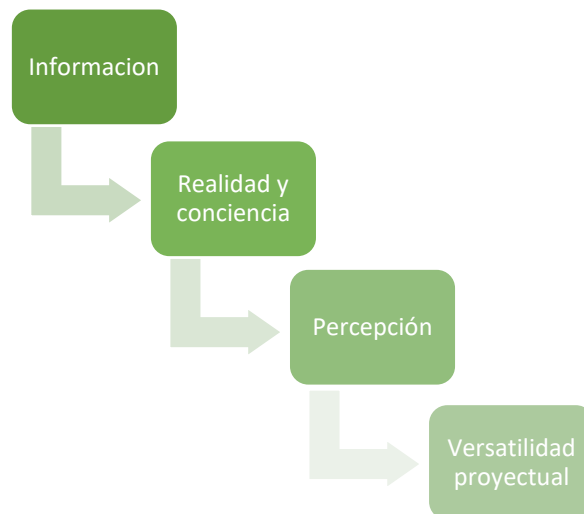 Informacion
Realidad y
conciencia
Percepción
Versatilidad
proyectual